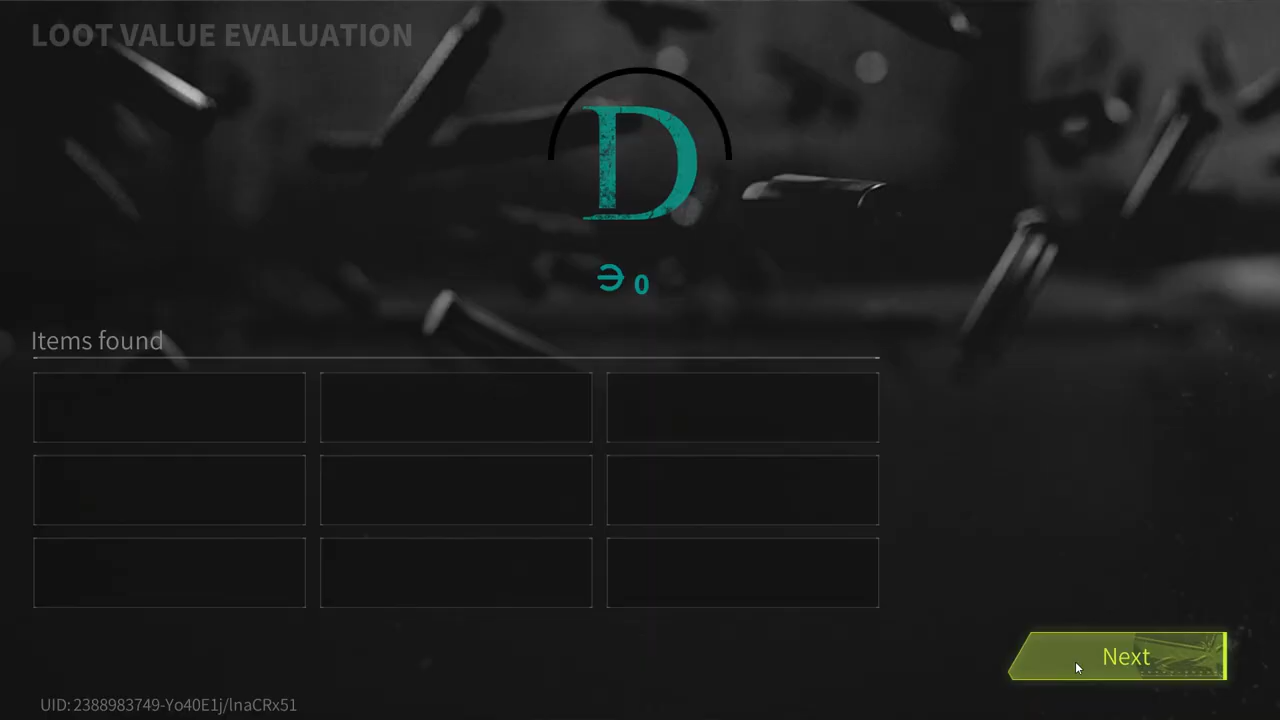 LOOT VALUE EVALUATION
D
0
Items found
Next
UID: 2388983749-Yo40E1j/lnaCRx51